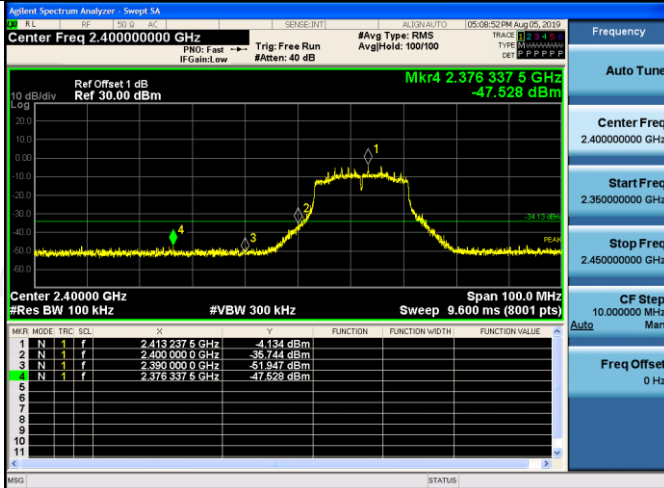 Agilent Spectrum Analyzer - Swept SA
RL RF 50 Ω AC SENSE:INT ALIGN AUTO 05:08:52 PM Aug 05, 2019
Center Freq 2.400000000 GHz #Avg Type: RMS TRACE 1 2 3 4 5 6
PNO: Fast Trig: Free Run Avg|Hold: 100/100 TYPE M
IFGain:Low #Atten: 40 dB DET P P P P P P
Ref Offset 1 dB Mkr4 2.376 337 5 GHz
10 dB/div Ref 30.00 dBm -47.528 dBm
Log
20.0
10.0
0.00
-10.0
-20.0
-30.0
-40.0
-50.0
-60.0
1
2
3
4
-34.13 dBm
PEAK
Center 2.40000 GHz Span 100.0 MHz
#Res BW 100 kHz #VBW 300 kHz Sweep 9.600 ms (8001 pts)
MKR MODE TRC SCL X Y FUNCTION FUNCTION WIDTH FUNCTION VALUE
1 N 1 f 2.413 237 5 GHz -4.134 dBm
2 N 1 f 2.400 000 0 GHz -35.744 dBm
3 N 1 f 2.390 000 0 GHz -51.947 dBm
4 N 1 f 2.376 337 5 GHz -47.528 dBm
5
6
7
8
9
10
11
MSG STATUS
Frequency
Auto Tune
Center Freq
2.400000000 GHz
Start Freq
2.350000000 GHz
Stop Freq
2.450000000 GHz
CF Step
10.000000 MHz
Auto Man
Freq Offset
0 Hz